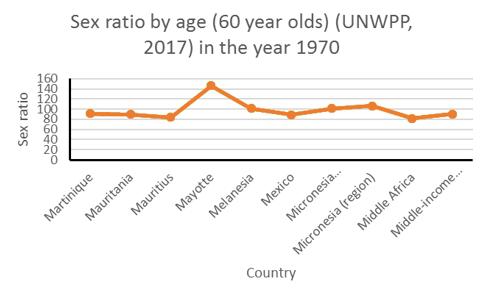 Sex ratio by age (60 year olds) (UNWPP,
2017) in the year 1970
160
140
120
100
80
60
40
20
0
Sex ratio
Martinique
Mauritania
Mauritius
Mayotte
Melanesia
Mexico
Micronesia...
Micronesia (region)
Middle Africa
Middle-income...
Country